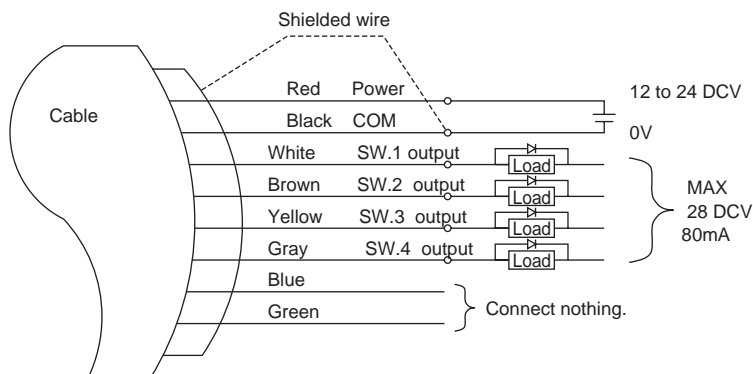 Shielded wire
Cable
Red Power
12 to 24 DCV
Black COM
0V
White SW.1 output
Load
Brown SW.2 output
Load
Yellow SW.3 output
Load
Gray SW.4 output
Load
MAX
28 DCV
80mA
Blue
Green
Connect nothing.